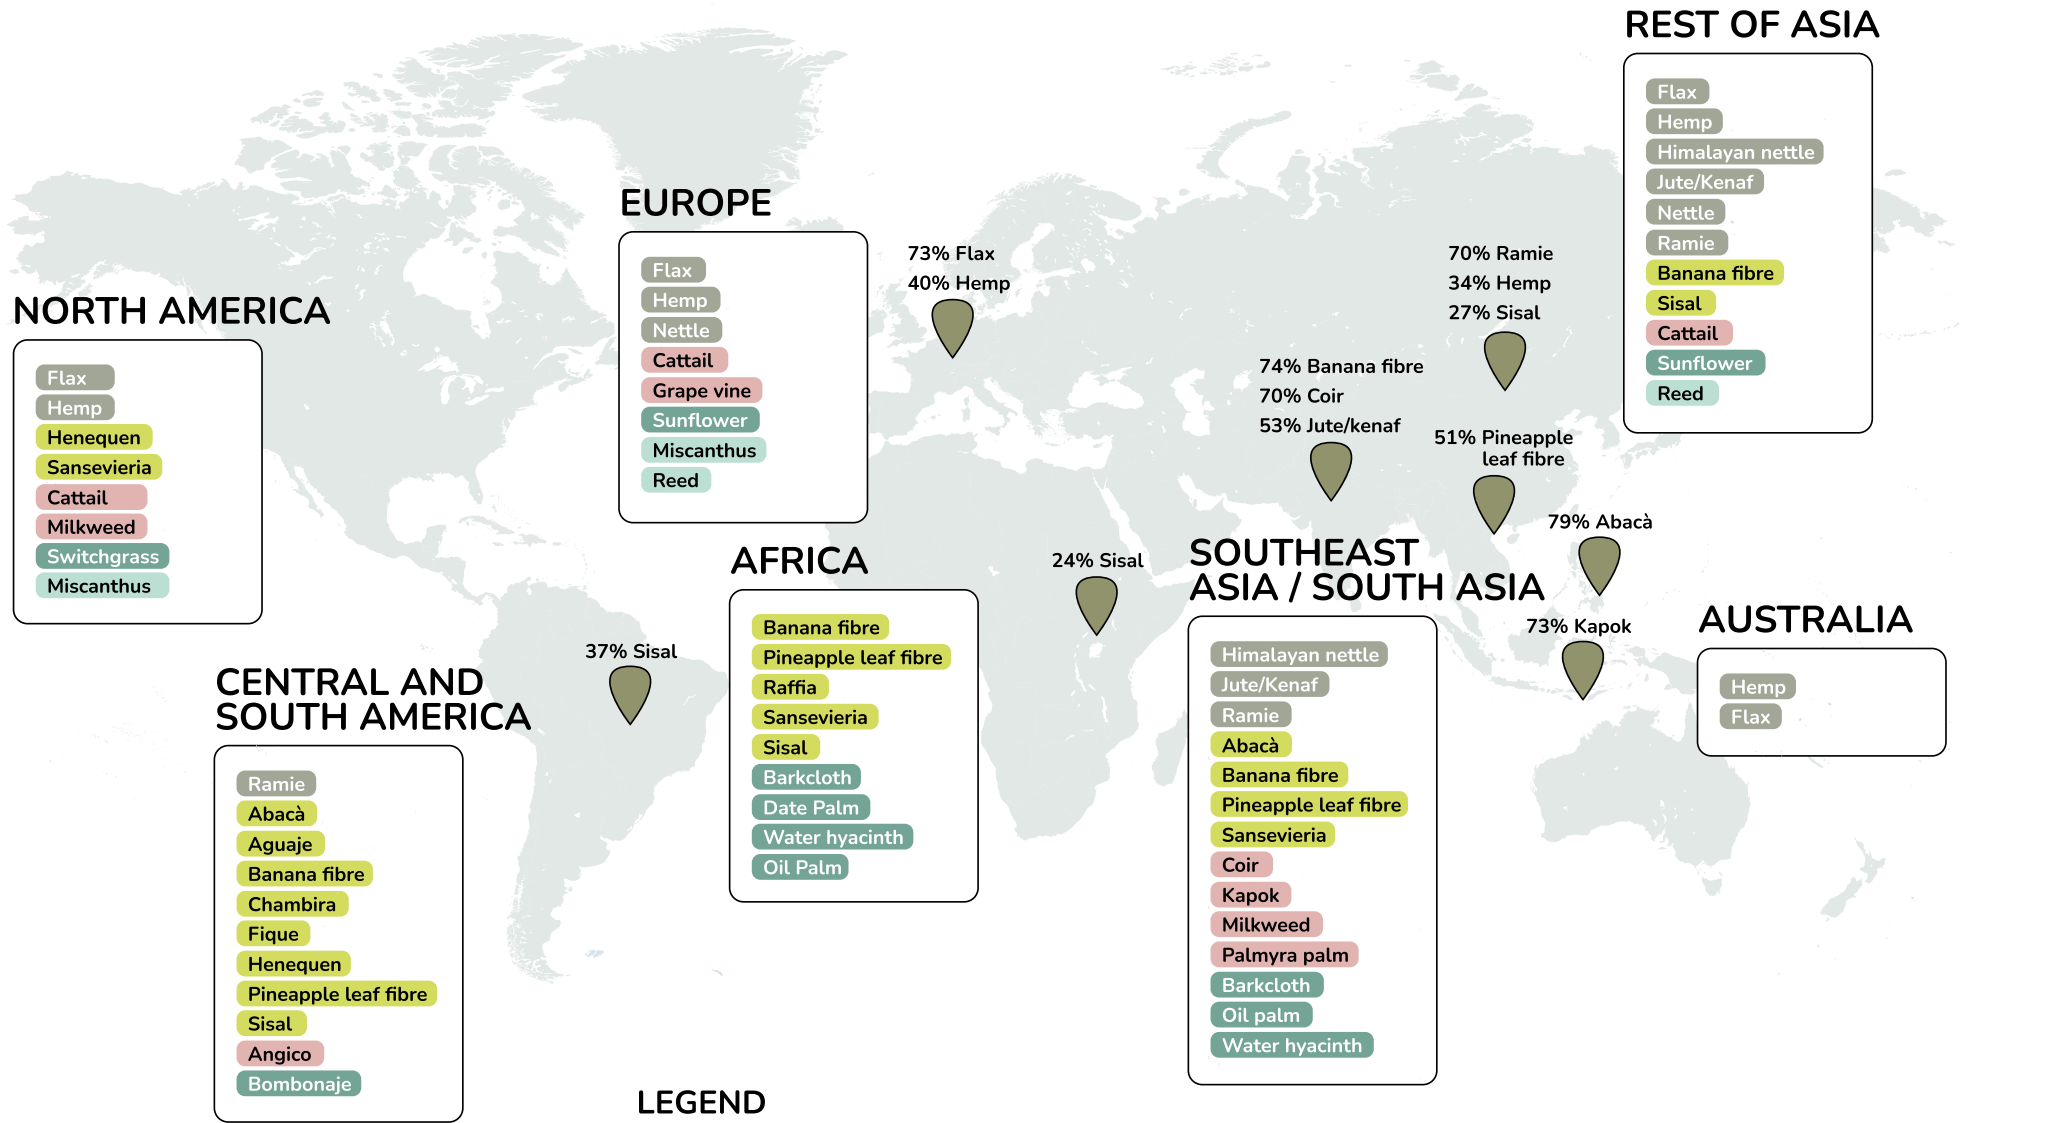 REST OF ASIA
Flax
Hemp
Himalayan nettle
Jute/Kenaf
Nettle
Ramie
Banana fibre
Sisal
Cattail
Sunflower
Reed
EUROPE
Flax
Hemp
Nettle
Cattail
Grape vine
Sunflower
Miscanthus
Reed
73% Flax
40% Hemp
70% Ramie
34% Hemp
27% Sisal
74% Banana fibre
70% Coir
53% Jute/kenaf
51% Pineapple
leaf fibre
79% Abacà
73% Kapok
NORTH AMERICA
Flax
Hemp
Henequen
Sansevieria
Cattail
Milkweed
Switchgrass
Miscanthus
AFRICA
Banana fibre
Pineapple leaf fibre
Raffia
Sansevieria
Sisal
Barkcloth
Date Palm
Water hyacinth
Oil Palm
24% Sisal
37% Sisal
SOUTHEAST
ASIA / SOUTH ASIA
Himalayan nettle
Jute/Kenaf
Ramie
Abacà
Banana fibre
Pineapple leaf fibre
Sansevieria
Coir
Kapok
Milkweed
Palmyra palm
Barkcloth
Oil palm
Water hyacinth
AUSTRALIA
Hemp
Flax
CENTRAL AND
SOUTH AMERICA
Ramie
Abacà
Aguaje
Banana fibre
Chambira
Fique
Henequen
Pineapple leaf fibre
Sisal
Angico
Bombonaje
LEGEND